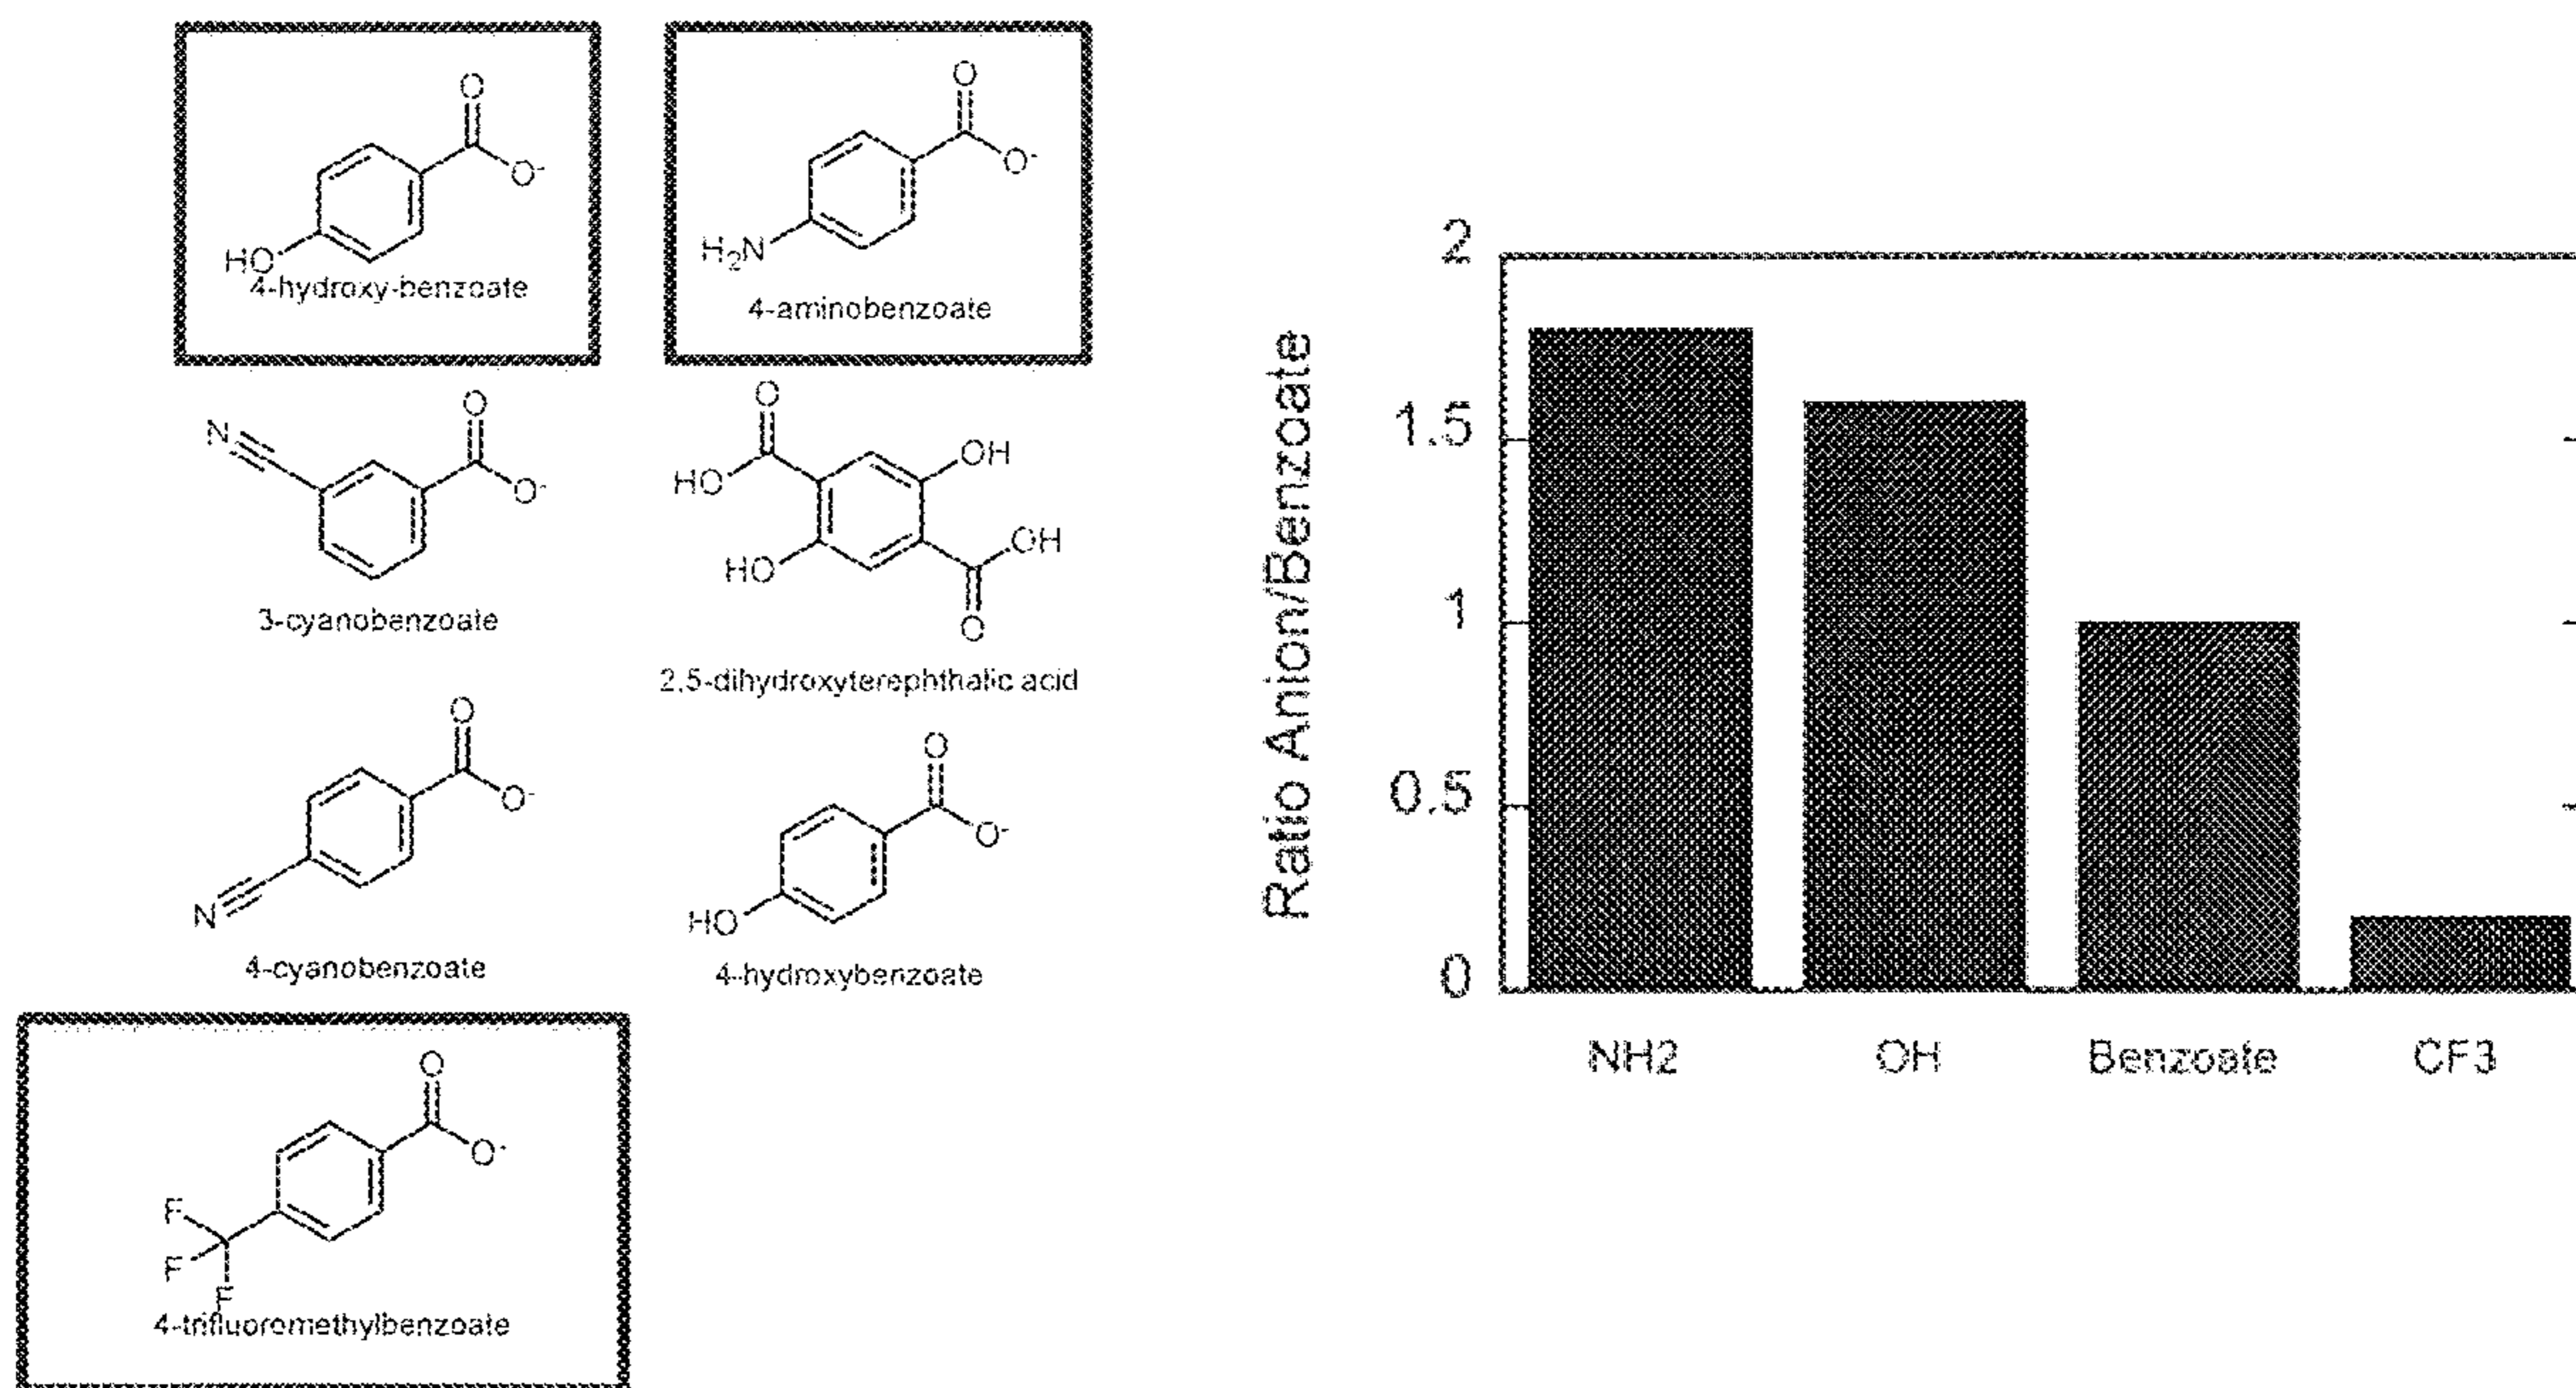 O
O-
HO
4-hydroxy-benzoate
O
O-
H2N
4-aminobenzoate
N
O
O-
3-cyanobenzoate
O
HO
OH
HO
OH
O
2,5-dihydroxyterephthalic acid
O
O-
N
4-cyanobenzoate
O
O-
HO
4-hydroxybenzoate
O
O-
F
F
F
4-trifluoromethylbenzoate
Ratio Anion/Benzoate
2
1.5
1
0.5
0
NH2 OH Benzoate CF3